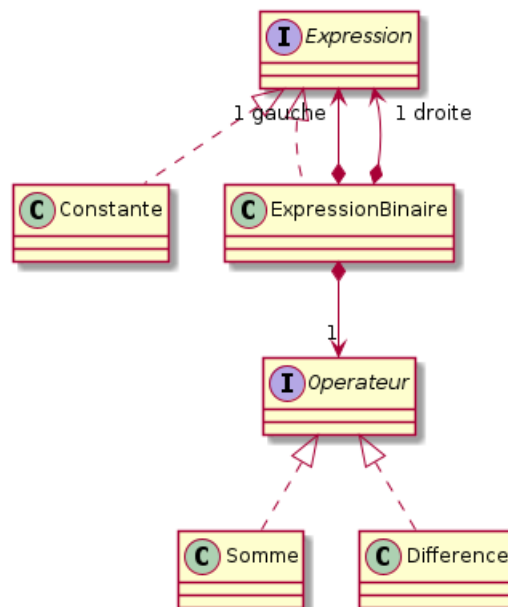 I Expression
1 gauche
1 droite
C Constante
C ExpressionBinaire
1
I Operateur
C Somme
C Difference